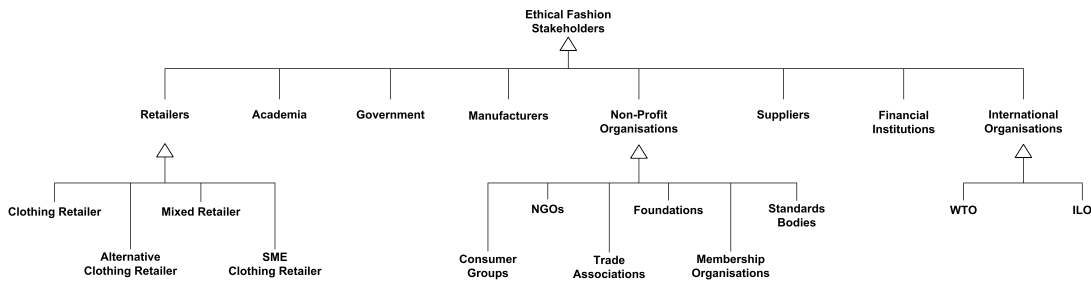 Ethical Fashion
Stakeholders
Retailers
Academia
Government
Manufacturers
Non-Profit
Organisations
Suppliers
Financial
Institutions
International
Organisations
Clothing Retailer
Mixed Retailer
NGOs
Foundations
Standards
Bodies
WTO
ILO
Alternative
Clothing Retailer
SME
Clothing Retailer
Consumer
Groups
Trade
Associations
Membership
Organisations